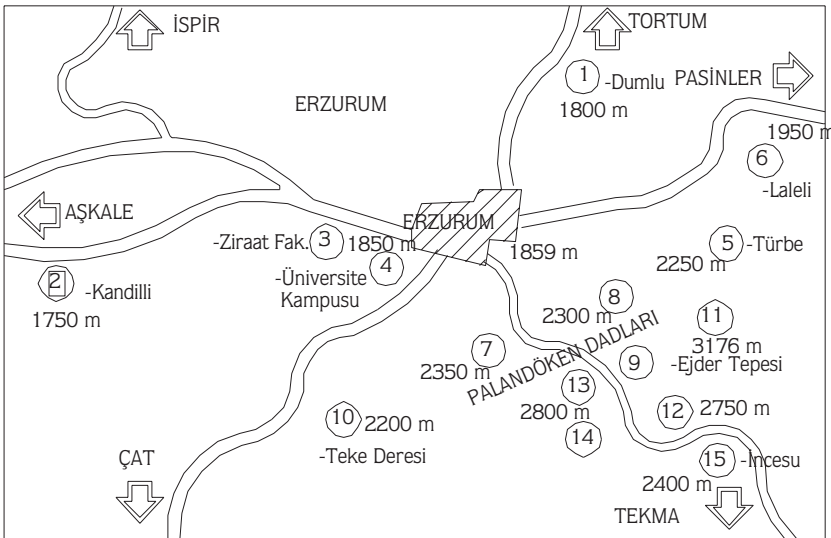 İSPİR
TORTUM
1
-Dumlu
PASİNLER
1800 m
ERZURUM
1950 m
6
-Laleli
AŞKALE
ERZURUM
-Ziraat Fak.
3
1850 m
1859 m
5
-Türbe
2250 m
4
-Üniversite
Kampusu
2
-Kandilli
1750 m
8
2300 m
11
3176 m
-Ejder Tepesi
7
2350 m
PALANDÖKEN DADLARI
9
13
2800 m
12
2750 m
10
2200 m
-Teke Deresi
14
15
-İncesu
2400 m
ÇAT
TEKMA